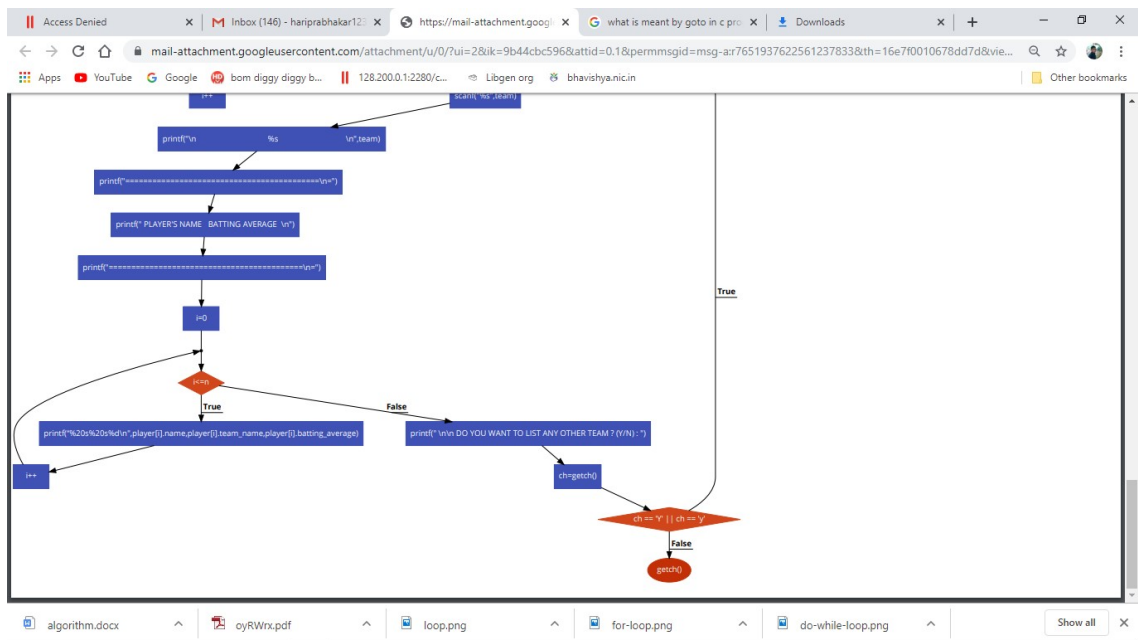 Access Denied
Inbox (146) - hariprabhakar123
https://mail-attachment.googl
what is meant by goto in c pro
Downloads
mail-attachment.googleusercontent.com/attachment/u/0/?ui=2&ik=9b44cbc596&attid=0.1&permmsgid=msg-a:r7651937622561237833&th=16e7f0010678dd7d&vie...
Apps
YouTube
Google
bom diggy diggy b...
128.200.0.1:2280/c...
Libgen org
bhavishya.nic.in
Other bookmarks
i++
scanf("%s",team)
printf("\n %s \n",team)
printf("============================================\n=")
printf(" PLAYER'S NAME BATTING AVERAGE \n")
printf("============================================\n=")
True
i=0
i<=n
True
False
printf("%20s%20s%d\n",player[i].name,player[i].team_name,player[i].batting_average)
printf(" \n\n DO YOU WANT TO LIST ANY OTHER TEAM ? (Y/N) : ")
i++
ch=getch()
ch == 'Y' || ch == 'y'
False
getch()
algorithm.docx
oyRWrx.pdf
loop.png
for-loop.png
do-while-loop.png
Show all